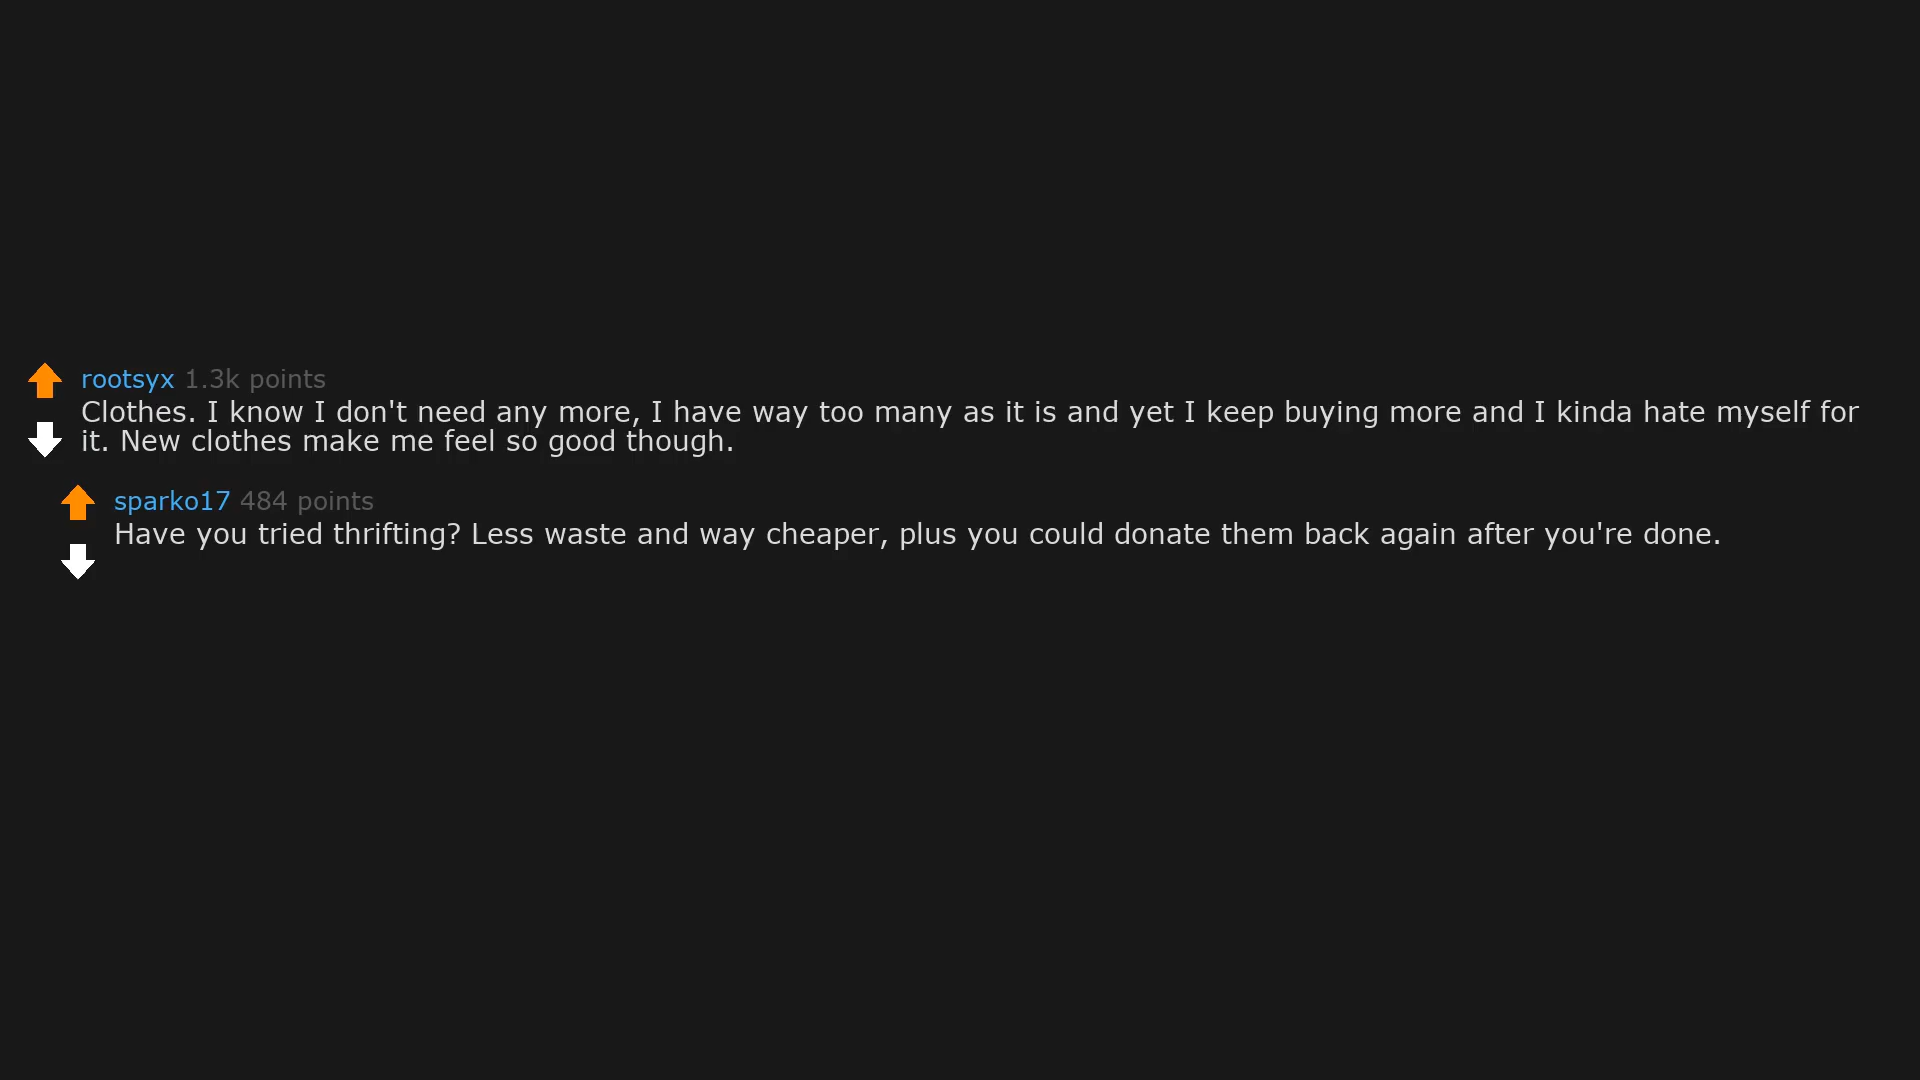 rootsyx 1.3k points
Clothes. I know I don't need any more, I have way too many as it is and yet I keep buying more and I kinda hate myself for
it. New clothes make me feel so good though.
sparko17 484 points
Have you tried thrifting? Less waste and way cheaper, plus you could donate them back again after you're done.